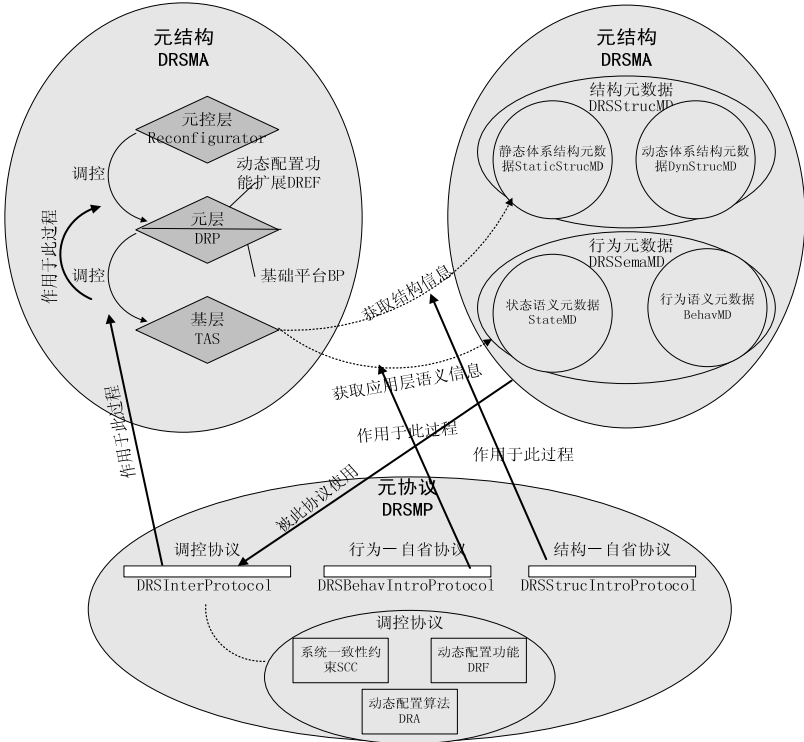 元结构
DRSMA
元控层
Reconfigurator
调控
动态配置功
能扩展DREF
元层
DRP
作用于此过程
调控
基础平台BP
基层
TAS
元结构
DRSMA
结构元数据
DRSStrucMD
静态体系结构元数
据StaticStrucMD
动态体系结构元数
据DynStrucMD
行为元数据
DRSSemaMD
状态语义元数据
StateMD
行为语义元数据
BehavMD
获取结构信息
获取应用层语义信息
作用于此过程
作用于此过程
作用于此过程
被此协议使用
元协议
DRSMP
调控协议
DRSInterProtocol
行为－自省协议
DRSBehavIntroProtocol
结构－自省协议
DRSStrucIntroProtocol
调控协议
系统一致性约
束SCC
动态配置功能
DRF
动态配置算法
DRA